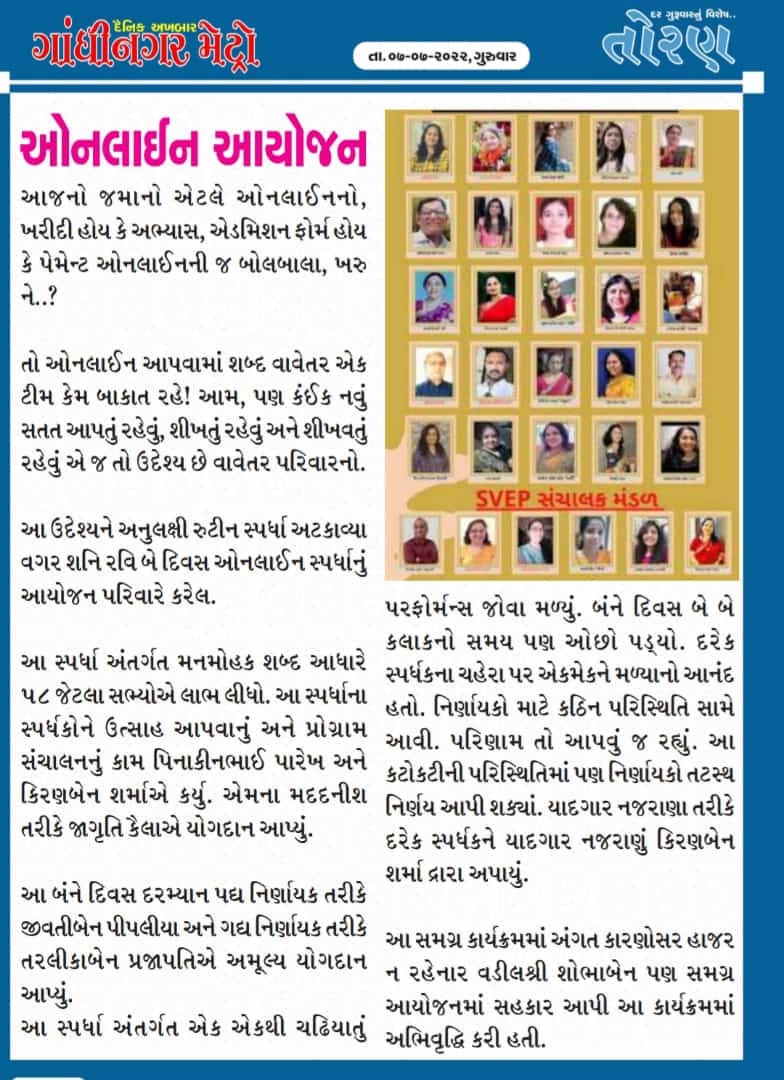 દૈનિક અખબાર
ગાંધીનગર મેટ્રો
તા.૦૭-૦૭-૨૦૨૨,ગુરુવાર
દર ગુરૂવારનું વિશેષ..
તોરણ
ઓનલાઈન આયોજન
આજનો જમાનો એટલે ઓનલાઈનનો,
ખરીદી હોય કે અભ્યાસ, એડમિશન ફોર્મ હોય
કે પેમેન્ટ ઓનલાઈનની જ બોલબાલા, ખરુ
ને..?
તો ઓનલાઈન આપવામાં શબ્દ વાવેતર એક
ટીમ કેમ બાકાત રહે! આમ, પણ કંઈક નવું
સતત આપતું રહેવું, શીખતું રહેવું અને શીખવતું
રહેવું એ જ તો ઉદેશ્ય છે વાવેતર પરિવારનો.
આ ઉદેશ્યને અનુલક્ષી રુટીન સ્પર્ધા અટકાવ્યા
વગર શનિ રવિ બે દિવસ ઓનલાઈન સ્પર્ધાનું
આયોજન પરિવારે કરેલ.
આ સ્પર્ધા અંતર્ગત મનમોહક શબ્દ આધારે
૫૮ જેટલા સભ્યોએ લાભ લીધો. આ સ્પર્ધાના
સ્પર્ધકોને ઉત્સાહ આપવાનું અને પ્રોગ્રામ
સંચાલનનું કામ પિનાકીનભાઈ પારેખ અને
કિરણબેન શર્માએ કર્યુ. એમના મદદનીશ
તરીકે જાગૃતિ કૈલાએ યોગદાન આપ્યું.
આ બંને દિવસ દરમ્યાન પદ્ય નિર્ણાયક તરીકે
જીવતીબેન પીપલીયા અને ગદ્ય નિર્ણાયક તરીકે
તરલીકાબેન પ્રજાપતિએ અમૂલ્ય યોગદાન
આપ્યું.
આ સ્પર્ધા અંતર્ગત એક એકથી ચઢિયાતું
SVEP સંચાલક મંડળ
પરફોર્મન્સ જોવા મળ્યું. બંને દિવસ બે બે
કલાકનો સમય પણ ઓછો પડ્યો. દરેક
સ્પર્ધકના ચહેરા પર એકમેકને મળ્યાનો આનંદ
હતો. નિર્ણાયકો માટે કઠિન પરિસ્થિતિ સામે
આવી. પરિણામ તો આપવું જ રહ્યું. આ
કટોકટીની પરિસ્થિતિમાં પણ નિર્ણાયકો તટસ્થ
નિર્ણય આપી શક્યાં. યાદગાર નજરાણા તરીકે
દરેક સ્પર્ધકને યાદગાર નજરાણું કિરણબેન
શર્મા દ્રારા અપાયું.
આ સમગ્ર કાર્યક્રમમાં અંગત કારણોસર હાજર
ન રહેનાર વડીલશ્રી શોભાબેન પણ સમગ્ર
આયોજનમાં સહકાર આપી આ કાર્યક્રમમાં
અભિવૃદ્ધિ કરી હતી.